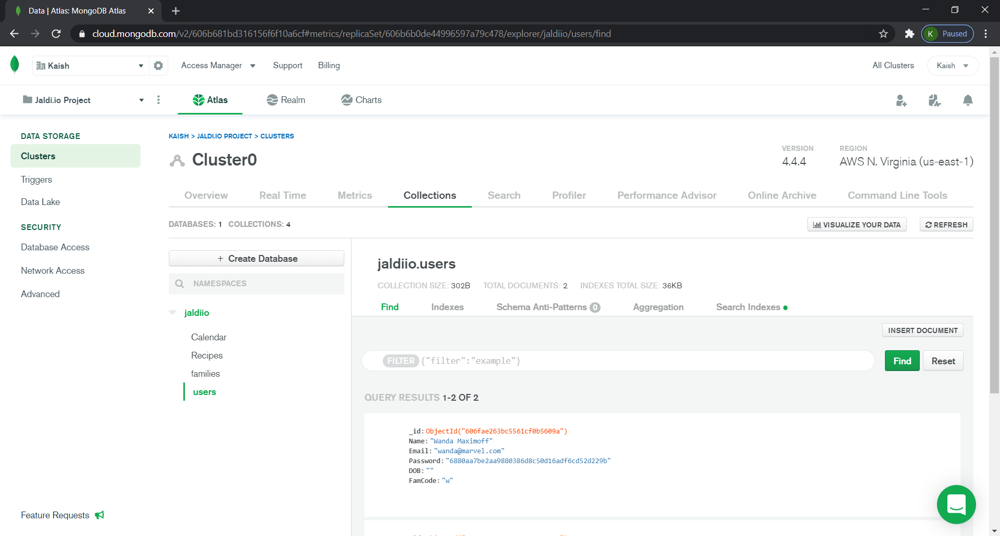 Data | Atlas: MongoDB Atlas
cloud.mongodb.com/v2/606b681bd316156f6f10a6cf#metrics/replicaSet/606b6b0de44996597a79c478/explorer/jaldiio/users/find
K Paused
Kaish
Access Manager
Support
Billing
All Clusters
Kaish
Jaldi.io Project
Atlas
Realm
Charts
DATA STORAGE
Clusters
Triggers
Data Lake
SECURITY
Database Access
Network Access
Advanced
Feature Requests
KAISH > JALDI.IO PROJECT > CLUSTERS
Cluster0
VERSION
4.4.4
REGION
AWS N. Virginia (us-east-1)
Overview
Real Time
Metrics
Collections
Search
Profiler
Performance Advisor
Online Archive
Command Line Tools
DATABASES: 1 COLLECTIONS: 4
VISUALIZE YOUR DATA
REFRESH
+ Create Database
NAMESPACES
jaldiio
Calendar
Recipes
families
users
jaldiio.users
COLLECTION SIZE: 302B TOTAL DOCUMENTS: 2 INDEXES TOTAL SIZE: 36KB
Find
Indexes
Schema Anti-Patterns 0
Aggregation
Search Indexes
INSERT DOCUMENT
FILTER {"filter":"example"}
Find
Reset
QUERY RESULTS 1-2 OF 2
_id: ObjectId("606fae263bc5561cf0b5609a")
Name: "Wanda Maximoff"
Email: "wanda@marvel.com"
Password: "6880aa7be2aa9880386d8c50d16adf6cd52d229b"
DOB: ""
FamCode: "w"